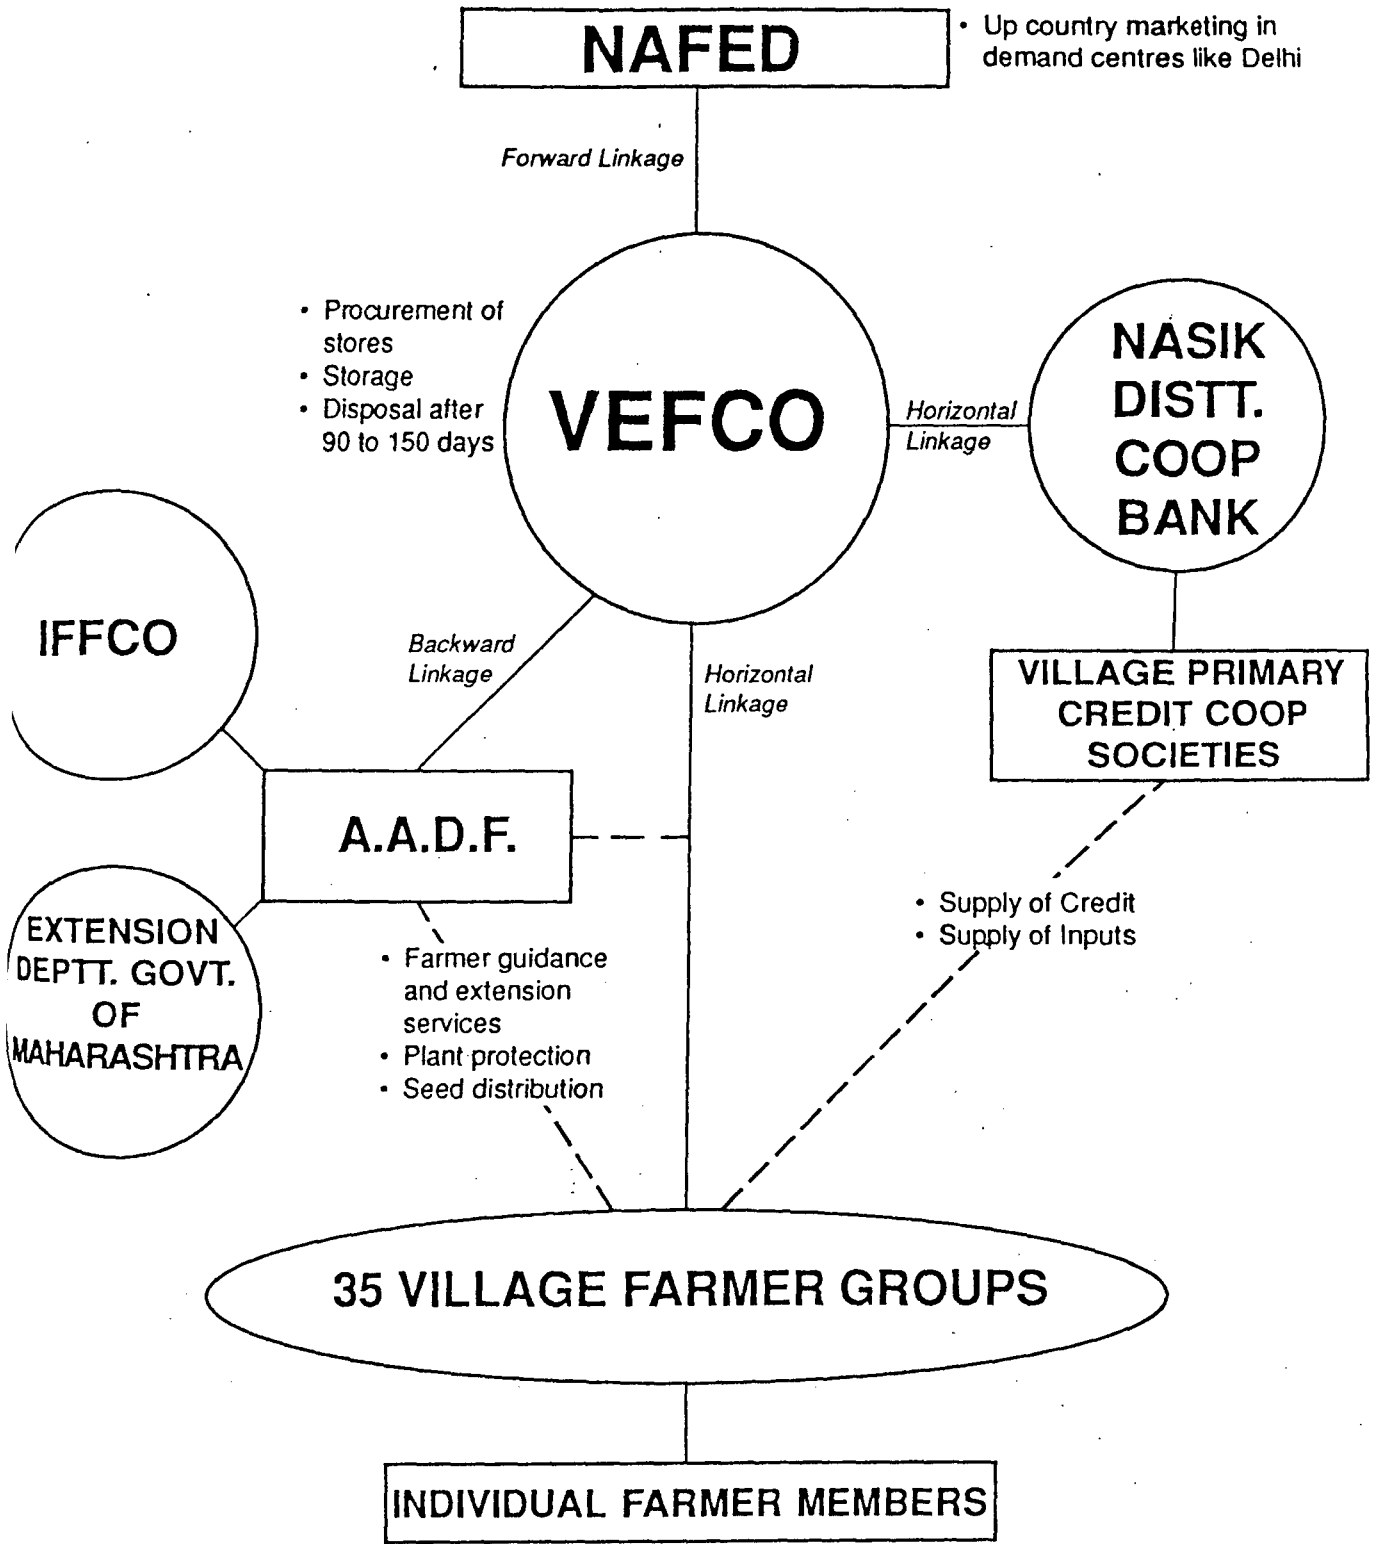 NAFED
• Up country marketing in
demand centres like Delhi
Forward Linkage
• Procurement of
stores
• Storage
• Disposal after
90 to 150 days
VEFCO
Horizontal
Linkage
NASIK
DISTT.
COOP
BANK
IFFCO
Backward
Linkage
Horizontal
Linkage
VILLAGE PRIMARY
CREDIT COOP
SOCIETIES
A.A.D.F.
EXTENSION
DEPTT. GOVT.
OF
MAHARASHTRA
• Farmer guidance
and extension
services
• Plant protection
• Seed distribution
• Supply of Credit
• Supply of Inputs
35 VILLAGE FARMER GROUPS
INDIVIDUAL FARMER MEMBERS